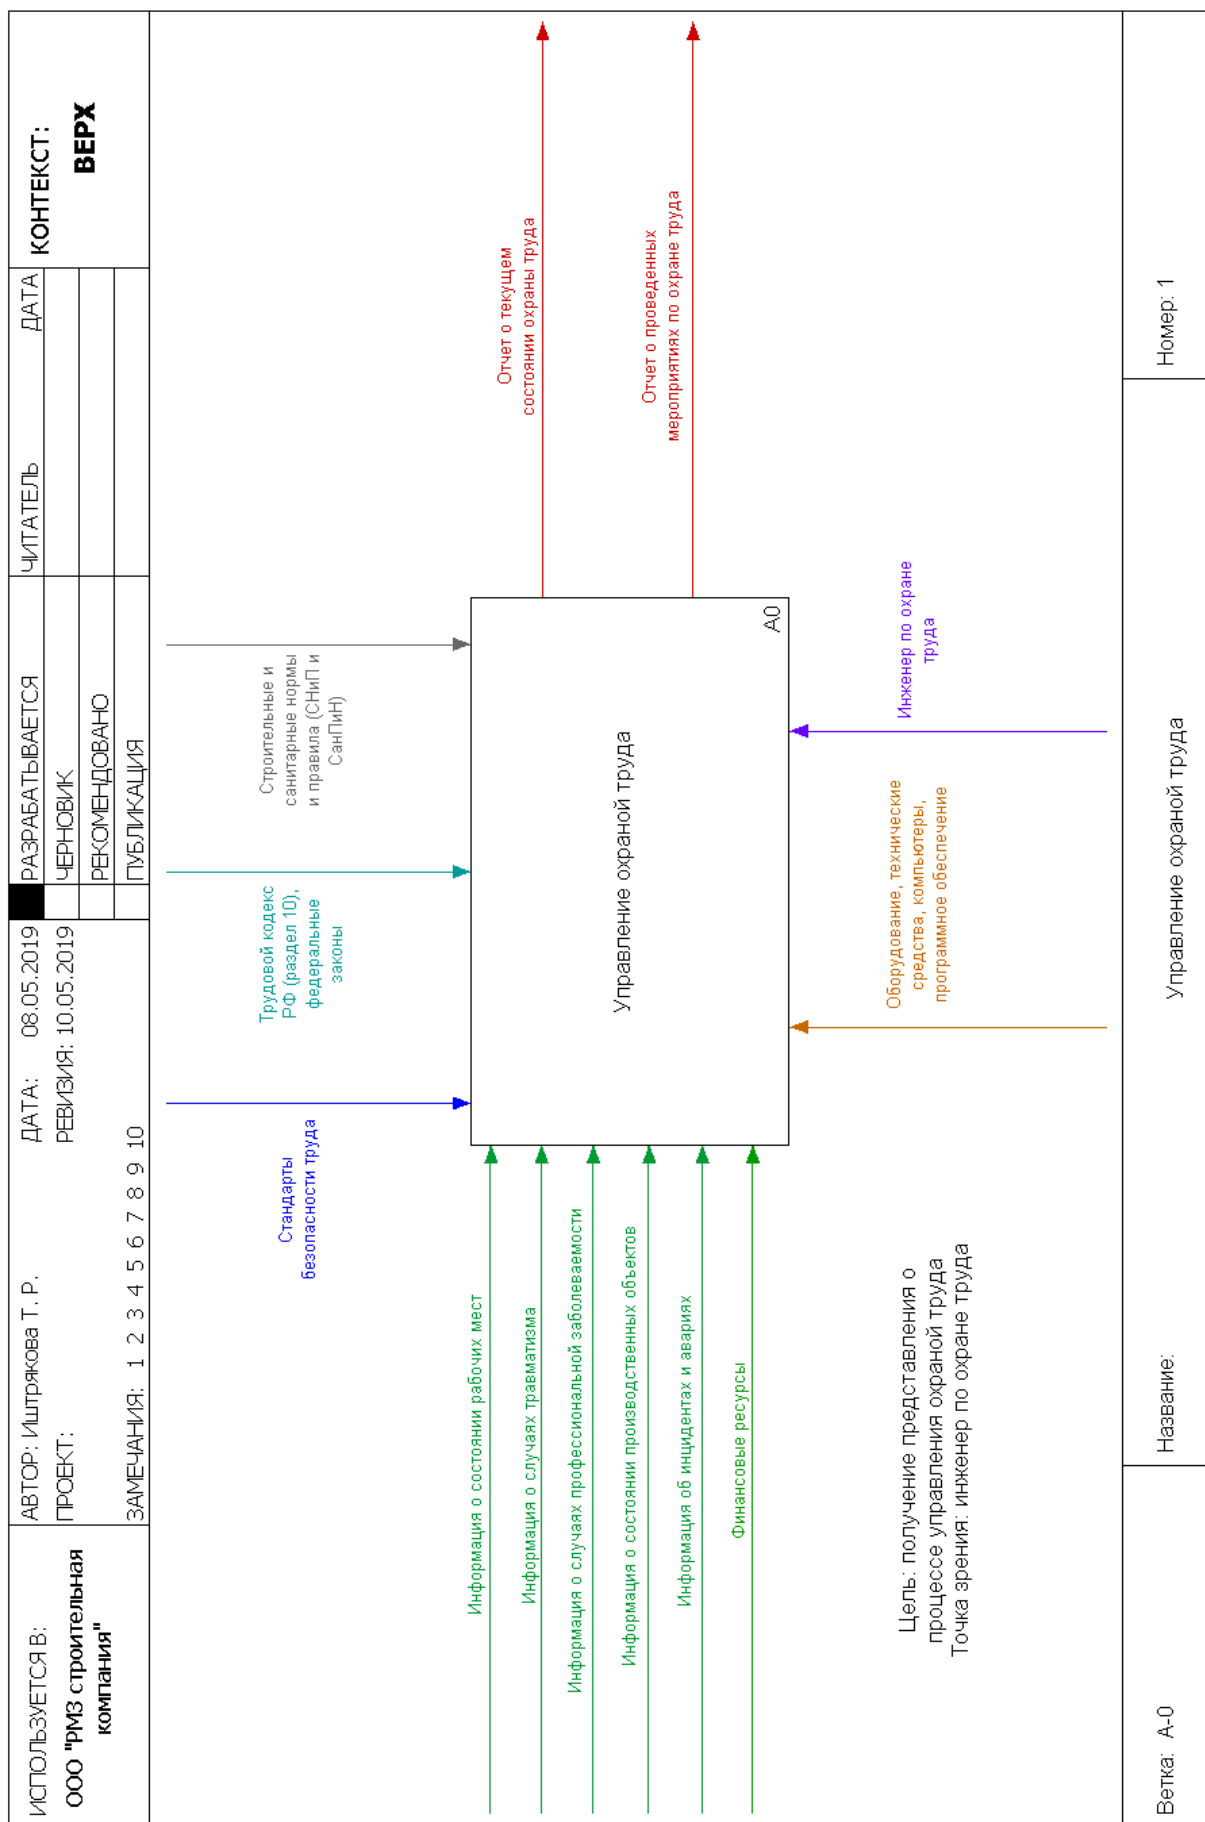 ИСПОЛЬЗУЕТСЯ В:
ООО "РМЗ строительная
компания"
АВТОР: Иштрякова Т. Р.
ПРОЕКТ:
ЗАМЕЧАНИЯ: 1 2 3 4 5 6 7 8 9 10
ДАТА: 08.05.2019
РЕВИЗИЯ: 10.05.2019
РАЗРАБАТЫВАЕТСЯ
ЧЕРНОВИК
РЕКОМЕНДОВАНО
ПУБЛИКАЦИЯ
ЧИТАТЕЛЬ
ДАТА
КОНТЕКСТ:
ВЕРХ
Стандарты
безопасности труда
Трудовой кодекс
РФ (раздел 10),
федеральные
законы
Строительные и
санитарные нормы
и правила (СНиП и
СанПиН)
Информация о состоянии рабочих мест
Информация о случаях травматизма
Информация о случаях профессиональной заболеваемости
Информация о состоянии производственных объектов
Информация об инцидентах и авариях
Финансовые ресурсы
Управление охраной труда
A0
Отчет о текущем
состоянии охраны труда
Отчет о проведенных
мероприятиях по охране труда
Оборудование, технические
средства, компьютеры,
программное обеспечение
Инженер по охране
труда
Цель: получение представления о
процессе управления охраной труда
Точка зрения: инженер по охране труда
Ветка: A-0
Название:
Управление охраной труда
Номер: 1